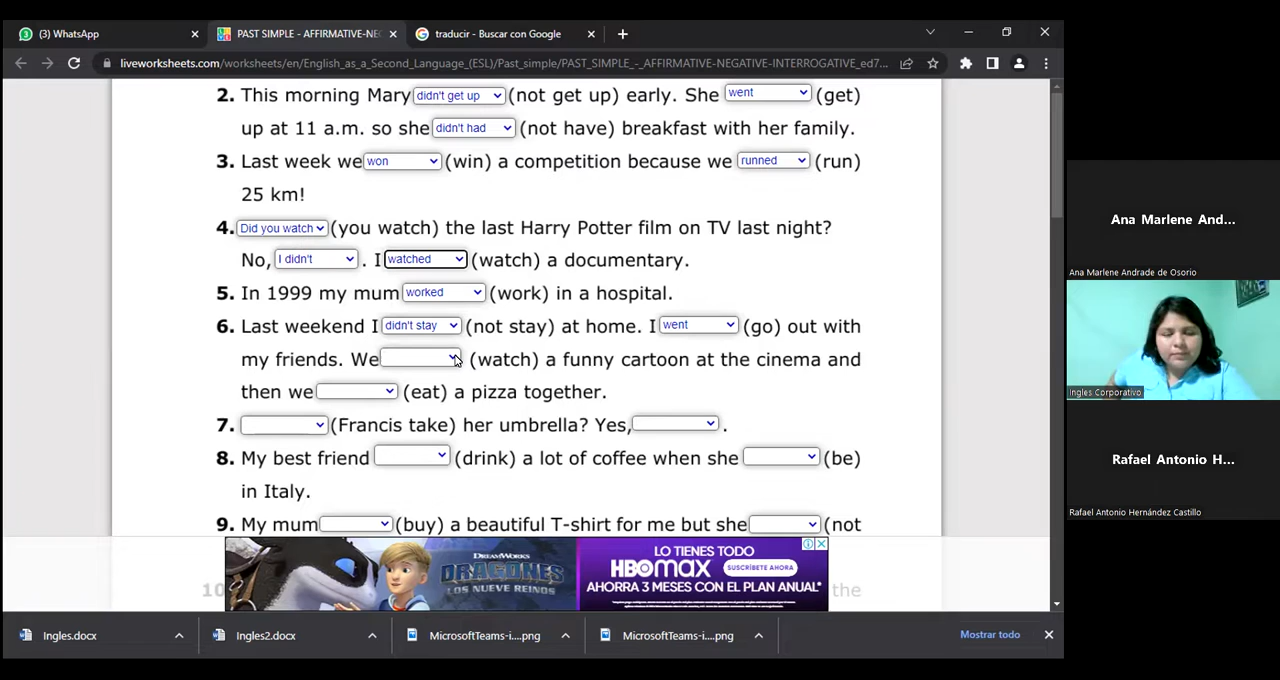 (3) WhatsApp
PAST SIMPLE - AFFIRMATIVE-NE
traducir - Buscar con Google
liveworksheets.com/worksheets/en/English_as_a_Second_Language_(ESL)/Past_simple/PAST_SIMPLE_-_AFFIRMATIVE-NEGATIVE-INTERROGATIVE_ed7...
2. This morning Mary didn't get up (not get up) early. She went (get)
up at 11 a.m. so she didn't had (not have) breakfast with her family.
3. Last week we won (win) a competition because we runned (run)
25 km!
4. Did you watch (you watch) the last Harry Potter film on TV last night?
No, I didn't . I watched (watch) a documentary.
5. In 1999 my mum worked (work) in a hospital.
6. Last weekend I didn't stay (not stay) at home. I went (go) out with
my friends. We (watch) a funny cartoon at the cinema and
then we (eat) a pizza together.
7. (Francis take) her umbrella? Yes, .
8. My best friend (drink) a lot of coffee when she (be)
in Italy.
9. My mum (buy) a beautiful T-shirt for me but she (not
10 the
DREAMWORKS
DRAGONES
LOS NUEVE REINOS
LO TIENES TODO
HBOMAX SUSCRÍBETE AHORA
AHORA 3 MESES CON EL PLAN ANUAL*
Ingles.docx
Ingles2.docx
MicrosoftTeams-i....png
MicrosoftTeams-i....png
Mostrar todo
Ana Marlene And...
Ana Marlene Andrade de Osorio
Ingles Corporativo
Rafael Antonio H...
Rafael Antonio Hernández Castillo